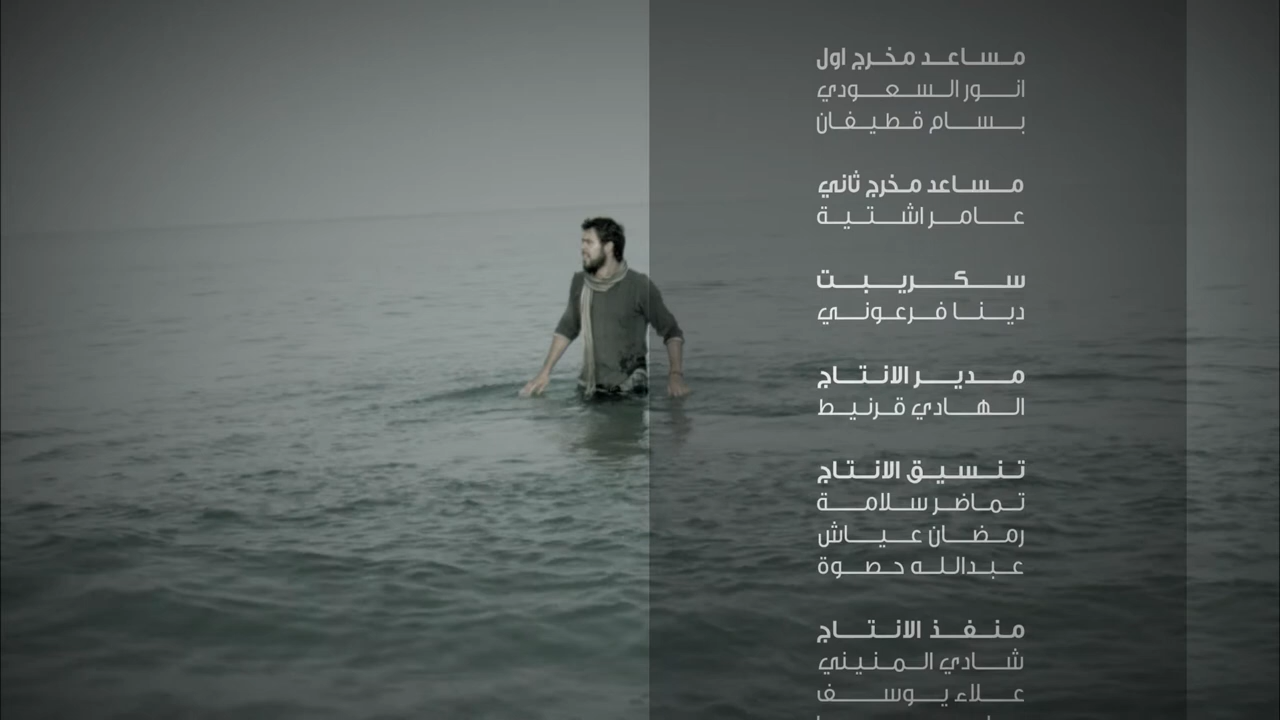 مساعد مخرج اول
انور السعودي
بسام قطيفان
مساعد مخرج ثاني
عامر اشتية
سكريبت
دينا فرعوني
مدير الانتاج
الهادي قرنيط
تنسيق الانتاج
تماضر سلامة
رمضان عياش
عبدالله حصوة
منفذ الانتاج
شادي المنيني
علاء يوسف